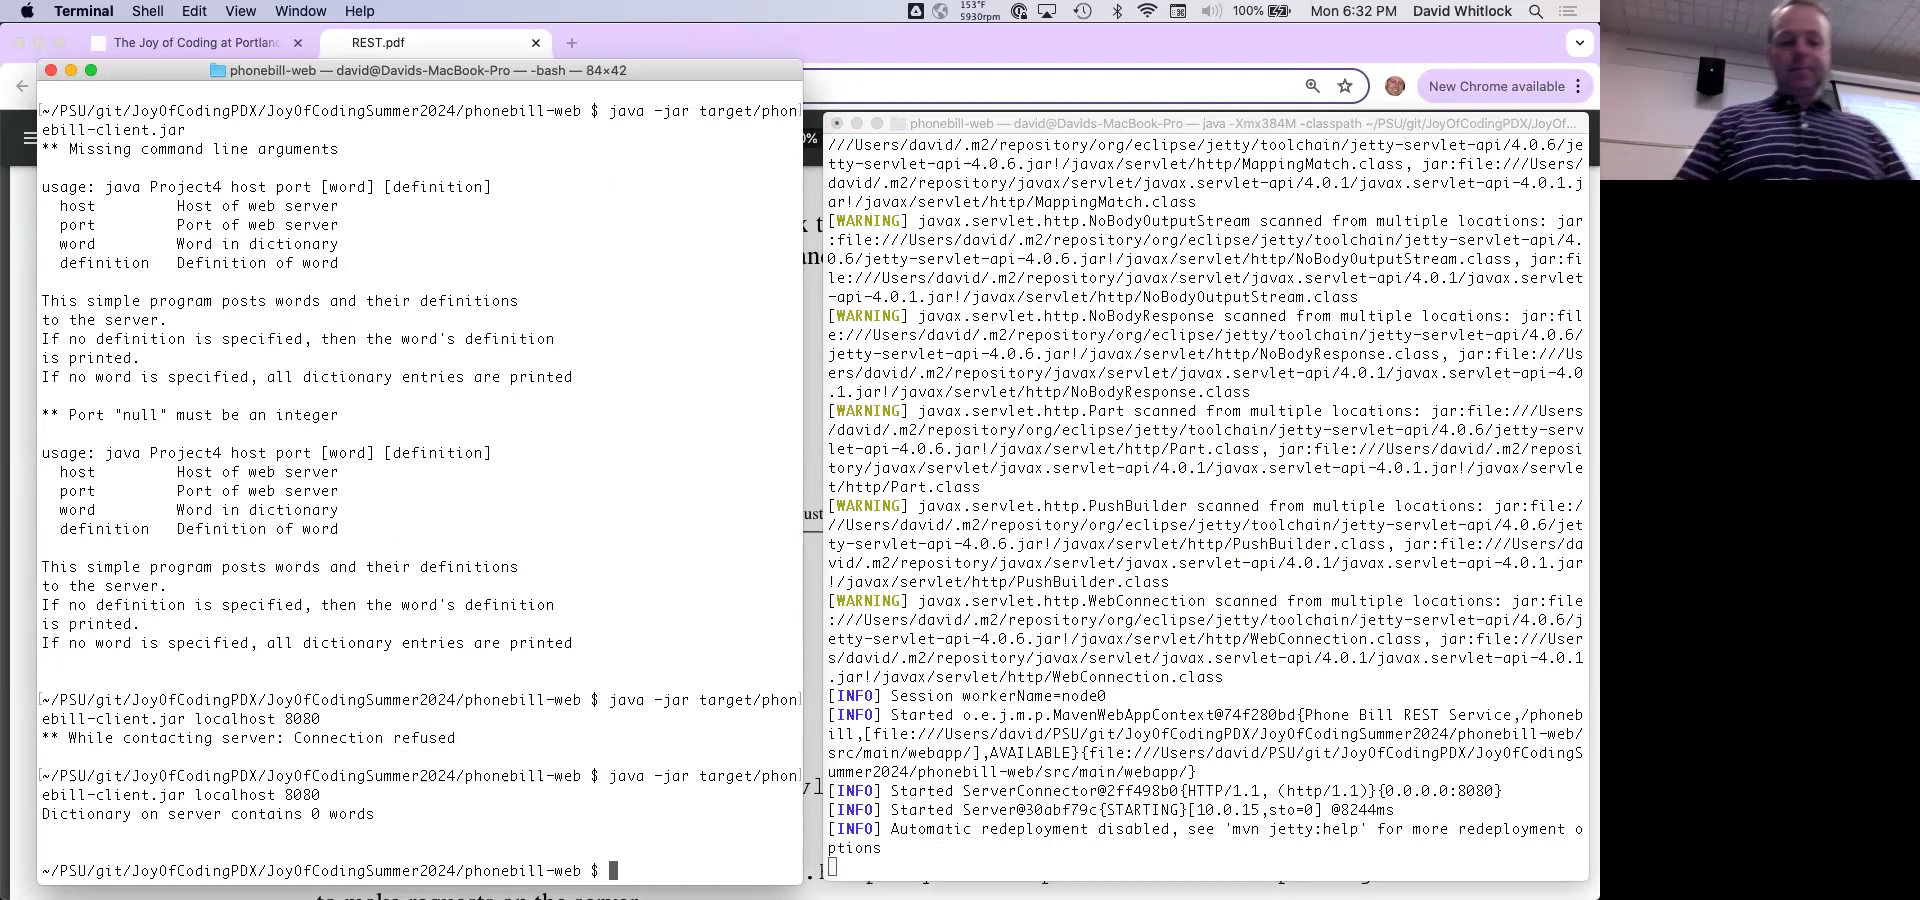 Terminal Shell Edit View Window Help
153°F
5930rpm
100% Mon 6:32 PM David Whitlock
The Joy of Coding at Portlan
REST.pdf
New Chrome available
phonebill-web — david@Davids-MacBook-Pro — -bash — 84×42
[~/PSU/git/JoyOfCodingPDX/JoyOfCodingSummer2024/phonebill-web $ java -jar target/phon]
ebill-client.jar
** Missing command line arguments
usage: java Project4 host port [word] [definition]
host Host of web server
port Port of web server
word Word in dictionary
definition Definition of word
This simple program posts words and their definitions
to the server.
If no definition is specified, then the word's definition
is printed.
If no word is specified, all dictionary entries are printed
** Port "null" must be an integer
usage: java Project4 host port [word] [definition]
host Host of web server
port Port of web server
word Word in dictionary
definition Definition of word
This simple program posts words and their definitions
to the server.
If no definition is specified, then the word's definition
is printed.
If no word is specified, all dictionary entries are printed
[~/PSU/git/JoyOfCodingPDX/JoyOfCodingSummer2024/phonebill-web $ java -jar target/phon]
ebill-client.jar localhost 8080
** While contacting server: Connection refused
[~/PSU/git/JoyOfCodingPDX/JoyOfCodingSummer2024/phonebill-web $ java -jar target/phon]
ebill-client.jar localhost 8080
Dictionary on server contains 0 words
~/PSU/git/JoyOfCodingPDX/JoyOfCodingSummer2024/phonebill-web $
phonebill-web — david@Davids-MacBook-Pro — java -Xmx384M -classpath ~/PSU/git/JoyOfCodingPDX/JoyOf...
///Users/david/.m2/repository/org/eclipse/jetty/toolchain/jetty-servlet-api/4.0.6/je
tty-servlet-api-4.0.6.jar!/javax/servlet/http/MappingMatch.class, jar:file:///Users/
david/.m2/repository/javax/servlet/javax.servlet-api/4.0.1/javax.servlet-api-4.0.1.j
ar!/javax/servlet/http/MappingMatch.class
[WARNING] javax.servlet.http.NoBodyOutputStream scanned from multiple locations: jar
:file:///Users/david/.m2/repository/org/eclipse/jetty/toolchain/jetty-servlet-api/4.
0.6/jetty-servlet-api-4.0.6.jar!/javax/servlet/http/NoBodyOutputStream.class, jar:fi
le:///Users/david/.m2/repository/javax/servlet/javax.servlet-api/4.0.1/javax.servlet
-api-4.0.1.jar!/javax/servlet/http/NoBodyOutputStream.class
[WARNING] javax.servlet.http.NoBodyResponse scanned from multiple locations: jar:fil
e:///Users/david/.m2/repository/org/eclipse/jetty/toolchain/jetty-servlet-api/4.0.6/
jetty-servlet-api-4.0.6.jar!/javax/servlet/http/NoBodyResponse.class, jar:file:///Us
ers/david/.m2/repository/javax/servlet/javax.servlet-api/4.0.1/javax.servlet-api-4.0
.1.jar!/javax/servlet/http/NoBodyResponse.class
[WARNING] javax.servlet.http.Part scanned from multiple locations: jar:file:///Users
/david/.m2/repository/org/eclipse/jetty/toolchain/jetty-servlet-api/4.0.6/jetty-serv
let-api-4.0.6.jar!/javax/servlet/http/Part.class, jar:file:///Users/david/.m2/reposi
tory/javax/servlet/javax.servlet-api/4.0.1/javax.servlet-api-4.0.1.jar!/javax/servle
t/http/Part.class
[WARNING] javax.servlet.http.PushBuilder scanned from multiple locations: jar:file:/
//Users/david/.m2/repository/org/eclipse/jetty/toolchain/jetty-servlet-api/4.0.6/jet
ty-servlet-api-4.0.6.jar!/javax/servlet/http/PushBuilder.class, jar:file:///Users/da
vid/.m2/repository/javax/servlet/javax.servlet-api/4.0.1/javax.servlet-api-4.0.1.jar
!/javax/servlet/http/PushBuilder.class
[WARNING] javax.servlet.http.WebConnection scanned from multiple locations: jar:file
:///Users/david/.m2/repository/org/eclipse/jetty/toolchain/jetty-servlet-api/4.0.6/j
etty-servlet-api-4.0.6.jar!/javax/servlet/http/WebConnection.class, jar:file:///User
s/david/.m2/repository/javax/servlet/javax.servlet-api/4.0.1/javax.servlet-api-4.0.1
.jar!/javax/servlet/http/WebConnection.class
[INFO] Session workerName=node0
[INFO] Started o.e.j.m.p.MavenWebAppContext@74f280bd{Phone Bill REST Service,/phoneb
ill,[file:///Users/david/PSU/git/JoyOfCodingPDX/JoyOfCodingSummer2024/phonebill-web/
src/main/webapp/],AVAILABLE}{file:///Users/david/PSU/git/JoyOfCodingPDX/JoyOfCodingS
ummer2024/phonebill-web/src/main/webapp/}
[INFO] Started ServerConnector@2ff498b0{HTTP/1.1, (http/1.1)}{0.0.0.0:8080}
[INFO] Started Server@30abf79c{STARTING}[10.0.15,sto=0] @8244ms
[INFO] Automatic redeployment disabled, see 'mvn jetty:help' for more redeployment o
ptions